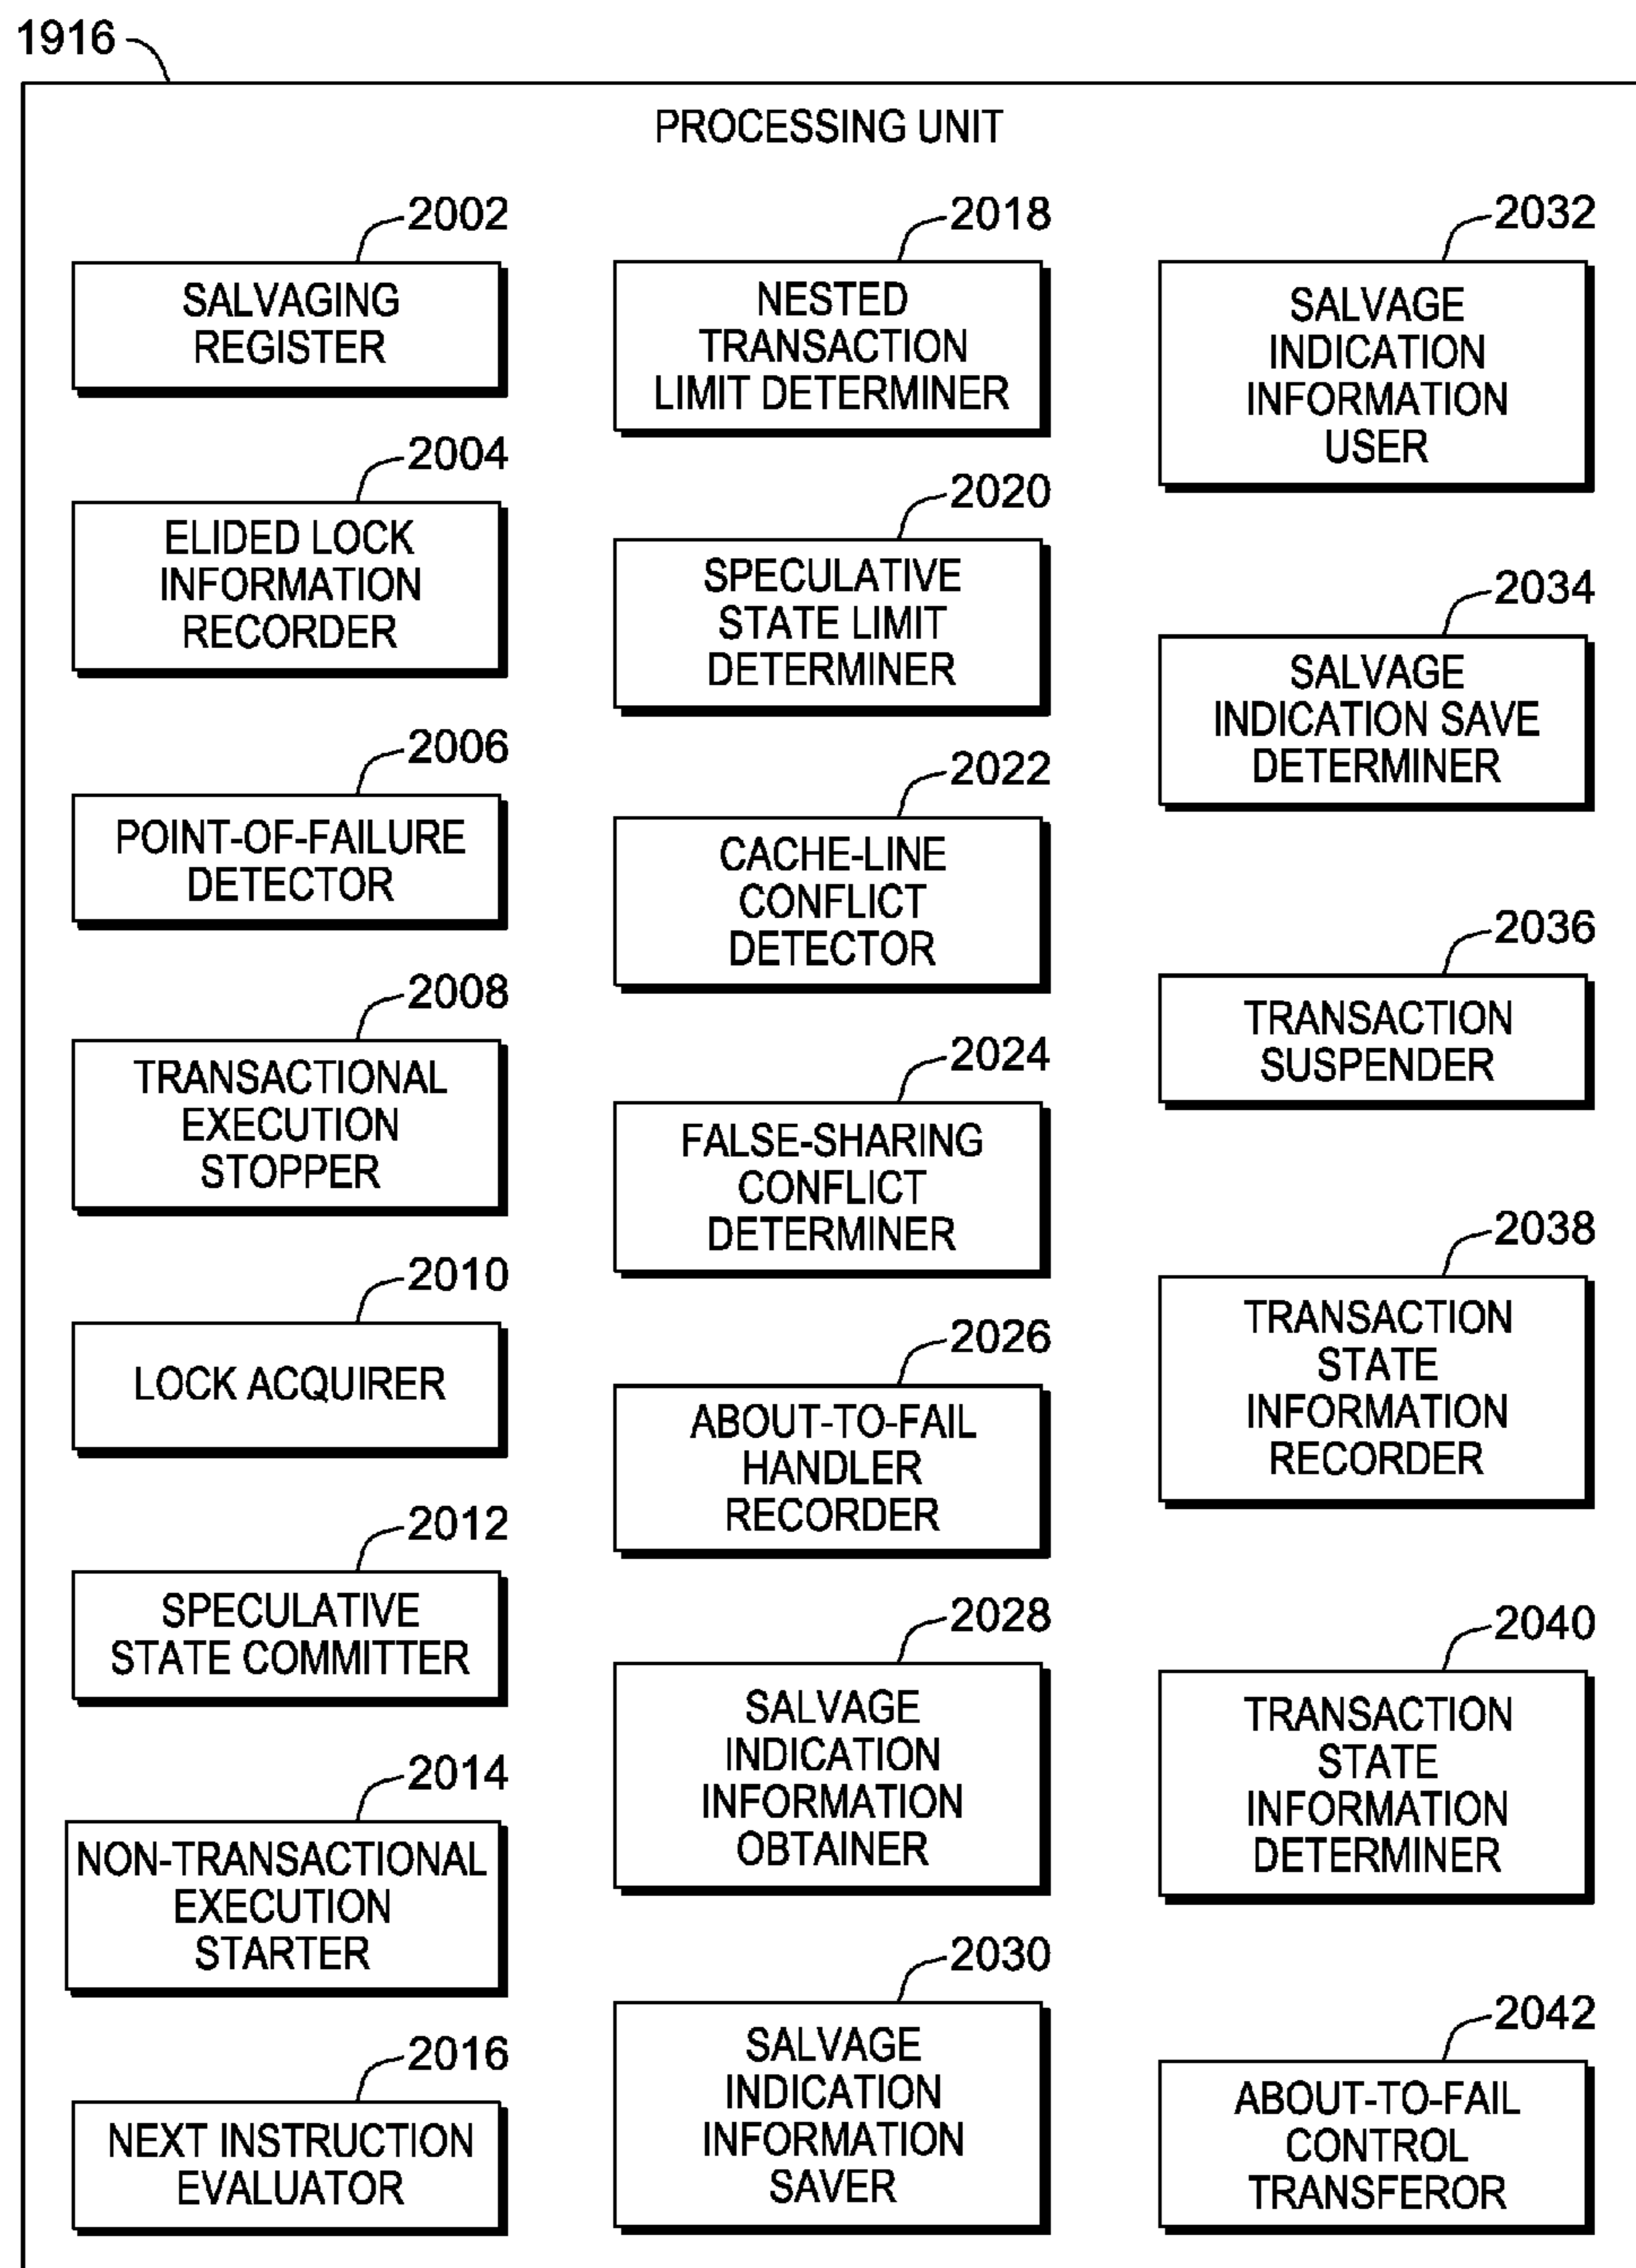 1916
PROCESSING UNIT
2002
SALVAGING
REGISTER
2004
ELIDED LOCK
INFORMATION
RECORDER
2006
POINT-OF-FAILURE
DETECTOR
2008
TRANSACTIONAL
EXECUTION
STOPPER
2010
LOCK ACQUIRER
2012
SPECULATIVE
STATE COMMITTER
2014
NON-TRANSACTIONAL
EXECUTION
STARTER
2016
NEXT INSTRUCTION
EVALUATOR
2018
NESTED
TRANSACTION
LIMIT DETERMINER
2020
SPECULATIVE
STATE LIMIT
DETERMINER
2022
CACHE-LINE
CONFLICT
DETECTOR
2024
FALSE-SHARING
CONFLICT
DETERMINER
2026
ABOUT-TO-FAIL
HANDLER
RECORDER
2028
SALVAGE
INDICATION
INFORMATION
OBTAINER
2030
SALVAGE
INDICATION
INFORMATION
SAVER
2032
SALVAGE
INDICATION
INFORMATION
USER
2034
SALVAGE
INDICATION SAVE
DETERMINER
2036
TRANSACTION
SUSPENDER
2038
TRANSACTION
STATE
INFORMATION
RECORDER
2040
TRANSACTION
STATE
INFORMATION
DETERMINER
2042
ABOUT-TO-FAIL
CONTROL
TRANSFEROR